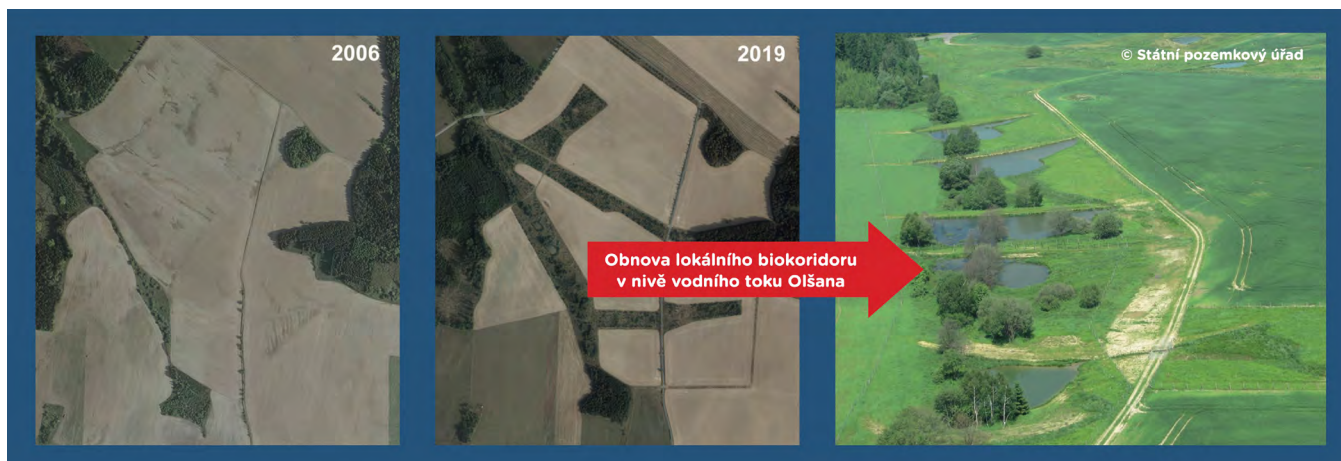 2006
2019
© Státní pozemkový úřad
Obnova lokálního biokoridoru
v nivě vodního toku Olšana